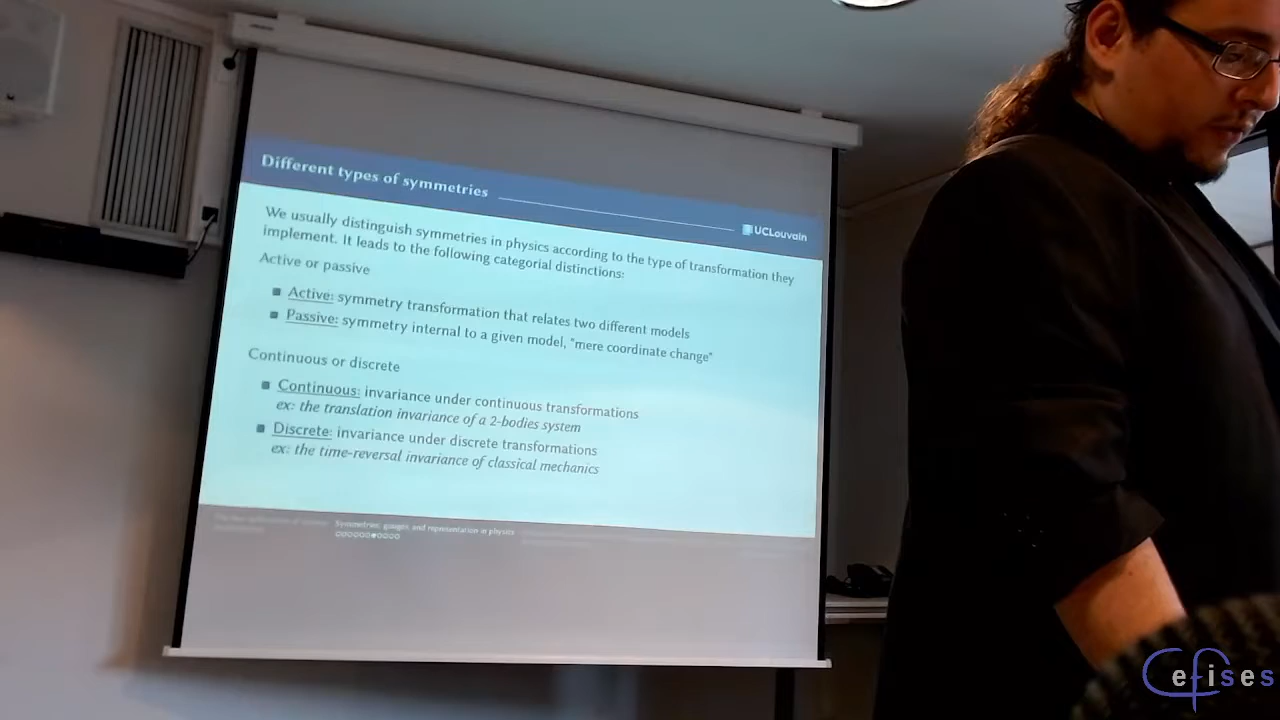 Different types of symmetries
UCLouvain
We usually distinguish symmetries in physics according to the type of transformation they
implement. It leads to the following categorial distinctions:
Active or passive
Active: symmetry transformation that relates two different models
Passive: symmetry internal to a given model, "mere coordinate change"
Continuous or discrete
Continuous: invariance under continuous transformations
ex: the translation invariance of a 2-bodies system
Discrete: invariance under discrete transformations
ex: the time-reversal invariance of classical mechanics
Symmetries, gauges and representation in physics
Cefises